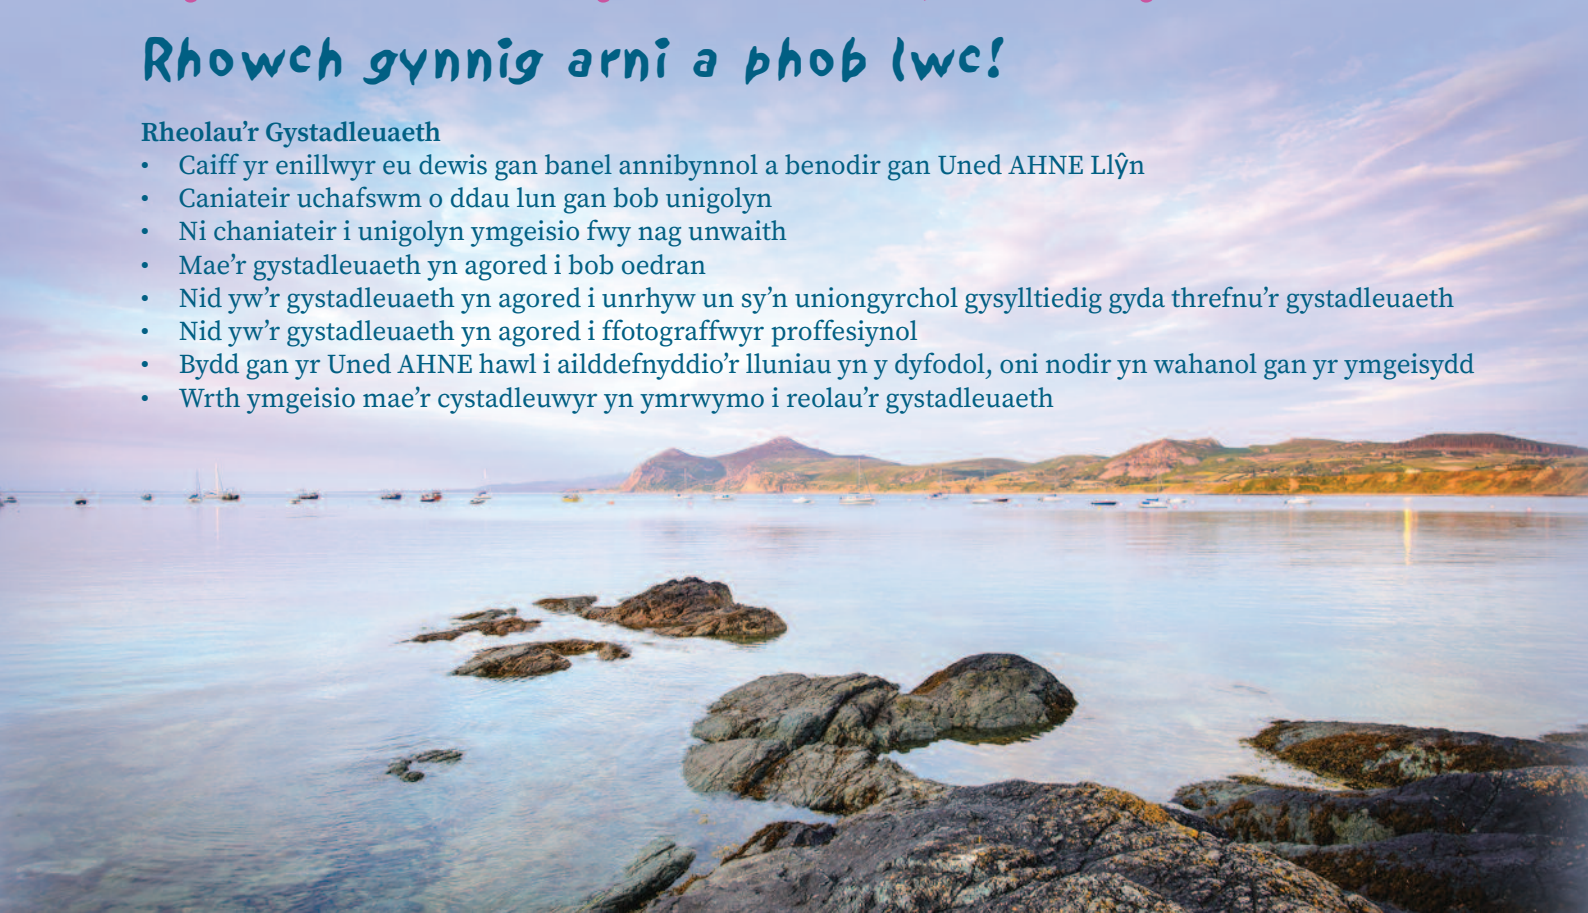 Rhowch gynnig arni a phob lwc!
Rheolau’r Gystadleuaeth
• Caiff yr enillwyr eu dewis gan banel annibynnol a benodir gan Uned AHNE Llŷn
• Caniateir uchafswm o ddau lun gan bob unigolyn
• Ni chaniateir i unigolyn ymgeisio fwy nag unwaith
• Mae’r gystadleuaeth yn agored i bob oedran
• Nid yw’r gystadleuaeth yn agored i unrhyw un sy’n uniongyrchol gysylltiedig gyda threfnu’r gystadleuaeth
• Nid yw’r gystadleuaeth yn agored i ffotograffwyr proffesiynol
• Bydd gan yr Uned AHNE hawl i ailddefnyddio’r lluniau yn y dyfodol, oni nodir yn wahanol gan yr ymgeisydd
• Wrth ymgeisio mae’r cystadleuwyr yn ymrwymo i reolau’r gystadleuaeth